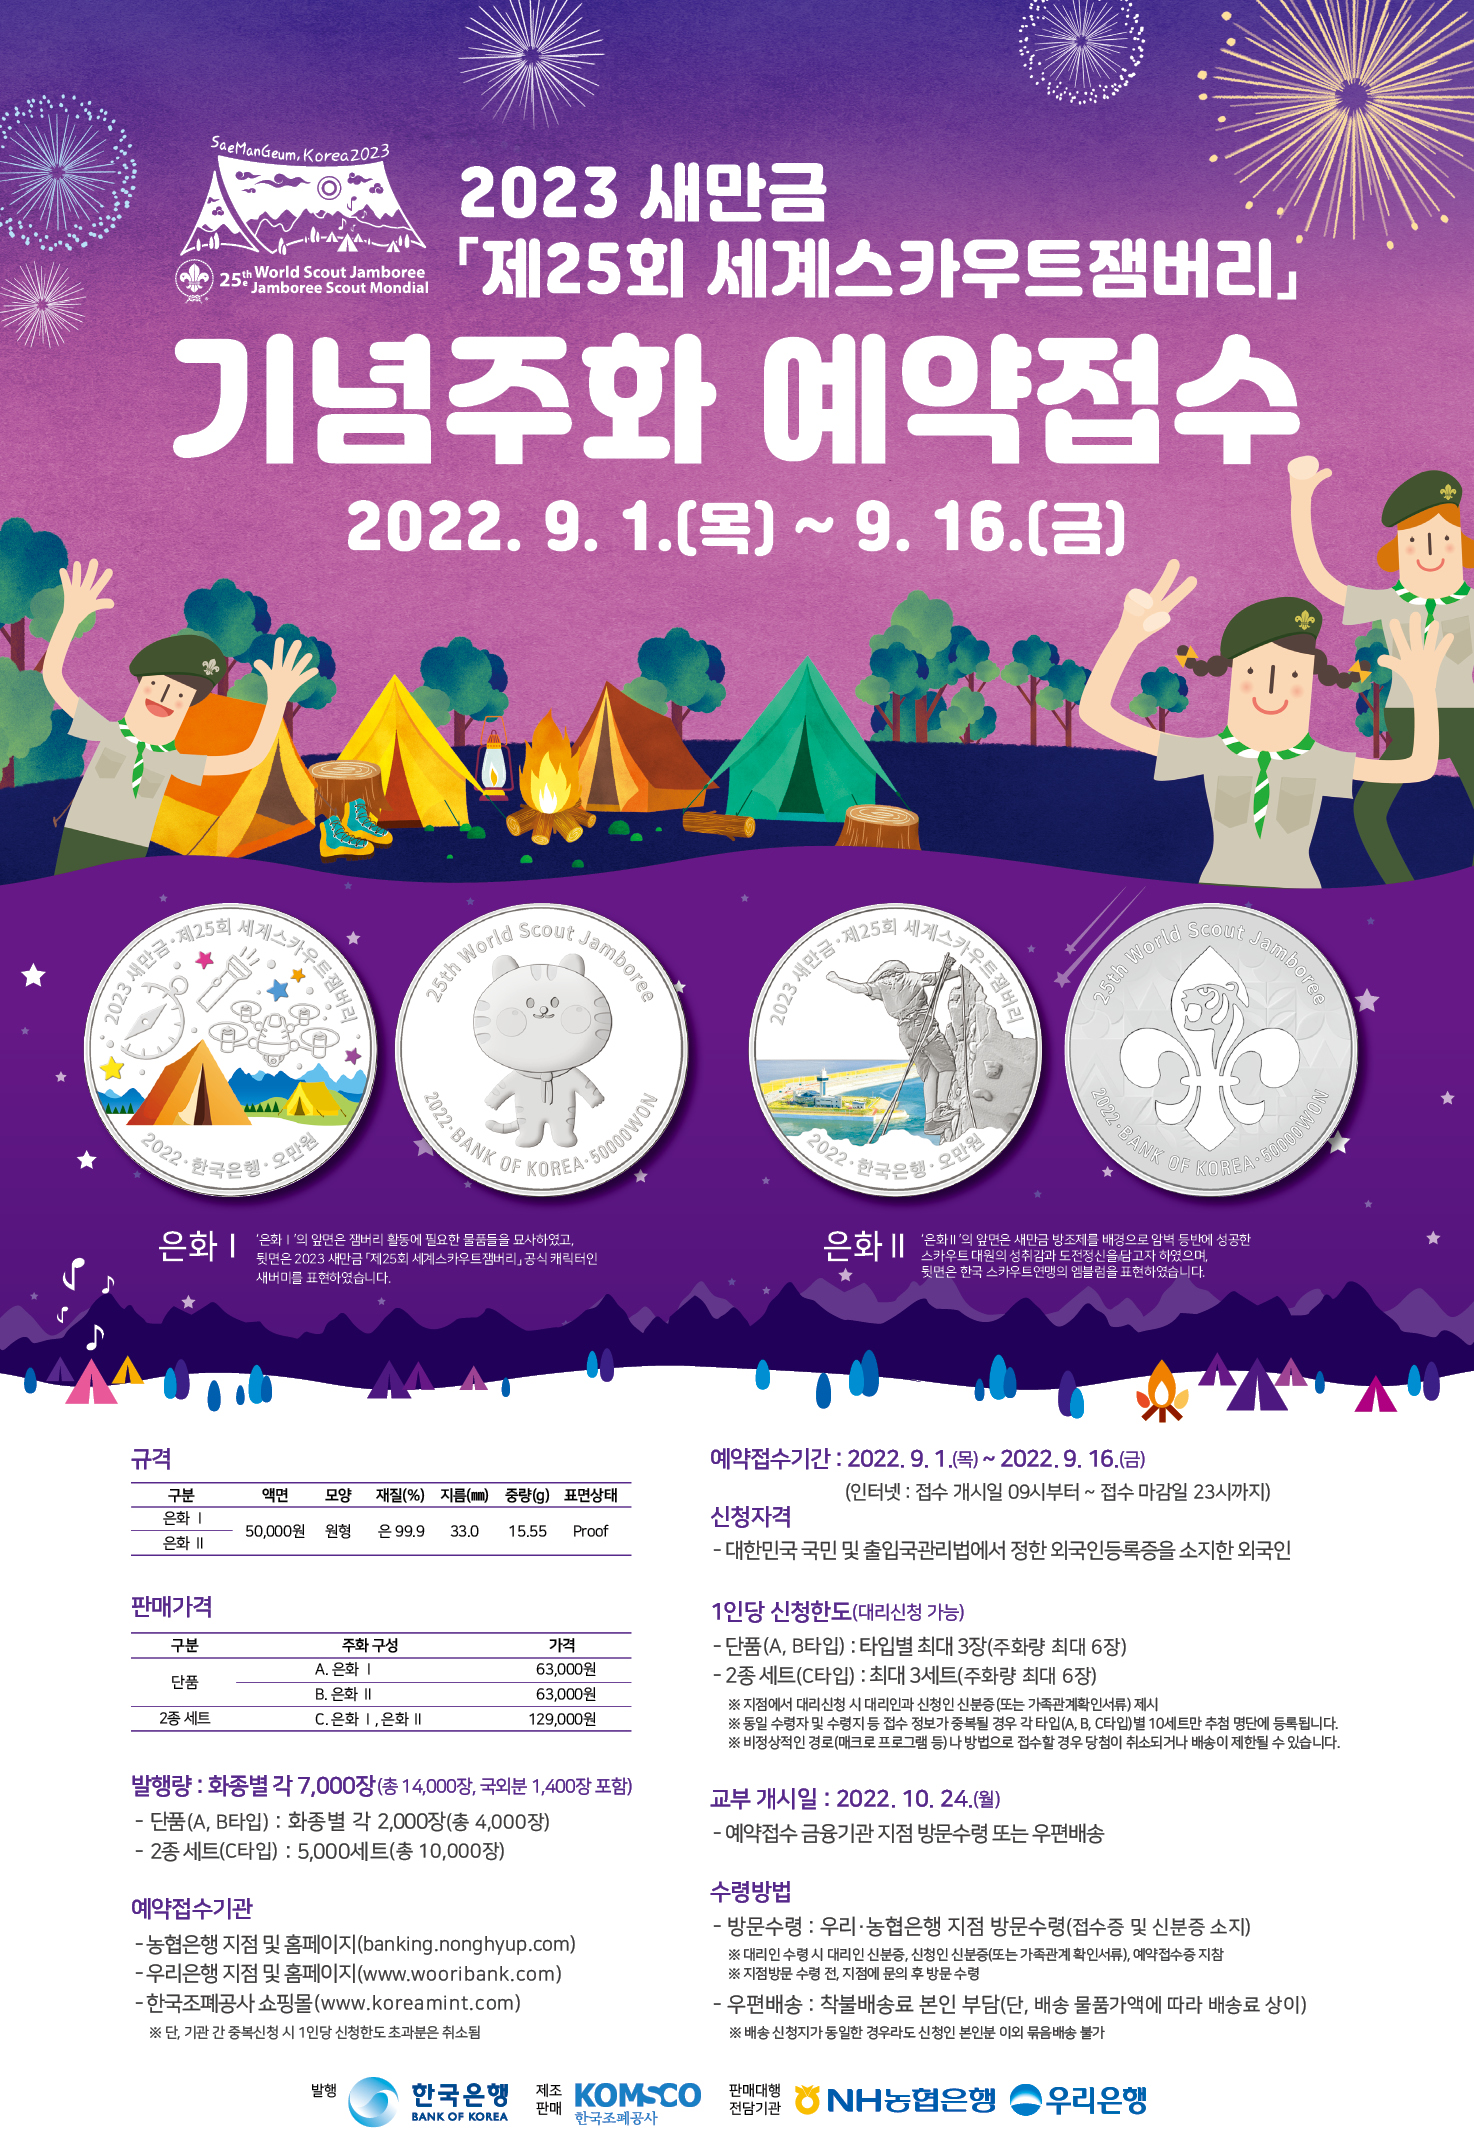 SaeManGeum, Korea 2023
25th e World Scout Jamboree
Jamboree Scout Mondial
2023 새만금
「제25회 세계스카우트잼버리」
기념주화 예약접수
2022. 9. 1.(목) ~ 9. 16.(금)
2023 새만금·제25회 세계스카우트잼버리
2022·한국은행·오만원
25th World Scout Jamboree
2022·BANK OF KOREA·50000WON
2023 새만금·제25회 세계스카우트잼버리
2022·한국은행·오만원
25th World Scout Jamboree
2022·BANK OF KOREA·50000WON
은화Ⅰ
'은화Ⅰ'의 앞면은 잼버리 활동에 필요한 물품들을 묘사하였고,
뒷면은 2023 새만금 「제25회 세계스카우트잼버리」 공식 캐릭터인
새버미를 표현하였습니다.
은화Ⅱ
'은화Ⅱ'의 앞면은 새만금 방조제를 배경으로 암벽 등반에 성공한
스카우트 대원의 성취감과 도전정신을 담고자 하였으며,
뒷면은 한국 스카우트연맹의 엠블럼을 표현하였습니다.
규격
구분 액면 모양 재질(%) 지름(㎜) 중량(g) 표면상태
은화 Ⅰ
50,000원 원형 은 99.9 33.0 15.55 Proof
은화 Ⅱ
판매가격
구분 주화 구성 가격
단품
A. 은화 Ⅰ 63,000원
B. 은화 Ⅱ 63,000원
2종 세트 C. 은화 Ⅰ, 은화 Ⅱ 129,000원
발행량 : 화종별 각 7,000장(총 14,000장, 국외분 1,400장 포함)
- 단품(A, B타입) : 화종별 각 2,000장(총 4,000장)
- 2종 세트(C타입) : 5,000세트(총 10,000장)
예약접수기관
- 농협은행 지점 및 홈페이지(banking.nonghyup.com)
- 우리은행 지점 및 홈페이지(www.wooribank.com)
- 한국조폐공사 쇼핑몰(www.koreamint.com)
※ 단, 기관 간 중복신청 시 1인당 신청한도 초과분은 취소됨
예약접수기간 : 2022. 9. 1.(목) ~ 2022. 9. 16.(금)
(인터넷 : 접수 개시일 09시부터 ~ 접수 마감일 23시까지)
신청자격
- 대한민국 국민 및 출입국관리법에서 정한 외국인등록증을 소지한 외국인
1인당 신청한도(대리신청 가능)
- 단품(A, B타입) : 타입별 최대 3장(주화량 최대 6장)
- 2종 세트(C타입) : 최대 3세트(주화량 최대 6장)
※ 지점에서 대리신청 시 대리인과 신청인 신분증(또는 가족관계확인서류) 제시
※ 동일 수령자 및 수령지 등 접수 정보가 중복될 경우 각 타입(A, B, C타입)별 10세트만 추첨 명단에 등록됩니다.
※ 비정상적인 경로(매크로 프로그램 등)나 방법으로 접수할 경우 당첨이 취소되거나 배송이 제한될 수 있습니다.
교부 개시일 : 2022. 10. 24.(월)
- 예약접수 금융기관 지점 방문수령 또는 우편배송
수령방법
- 방문수령 : 우리·농협은행 지점 방문수령(접수증 및 신분증 소지)
※ 대리인 수령 시 대리인 신분증, 신청인 신분증(또는 가족관계 확인서류), 예약접수증 지참
※ 지점방문 수령 전, 지점에 문의 후 방문 수령
- 우편배송 : 착불배송료 본인 부담(단, 배송 물품가액에 따라 배송료 상이)
※ 배송 신청지가 동일한 경우라도 신청인 본인분 이외 묶음배송 불가
발행
한국은행
BANK OF KOREA
제조
판매
KOMSCO
한국조폐공사
판매대행
전담기관
NH농협은행
우리은행